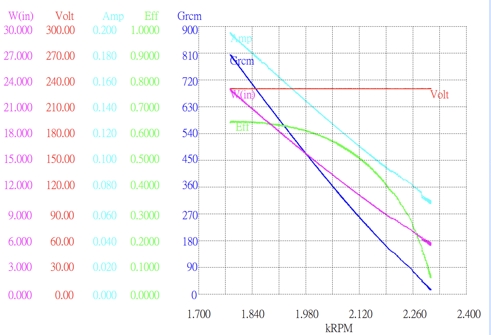 W(in) Volt Amp Eff Grcm
30.000 300.00 0.200 1.0000 900
27.000 270.00 0.180 0.9000 810
24.000 240.00 0.160 0.8000 720
21.000 210.00 0.140 0.7000 630
18.000 180.00 0.120 0.6000 540
15.000 150.00 0.100 0.5000 450
12.000 120.00 0.080 0.4000 360
9.000 90.00 0.060 0.3000 270
6.000 60.00 0.040 0.2000 180
3.000 30.00 0.020 0.1000 90
0.000 0.00 0.000 0.0000 0
Amp
Grcm
W(in) Volt
Eff
1.700 1.840 1.980 2.120 2.260 2.400
kRPM